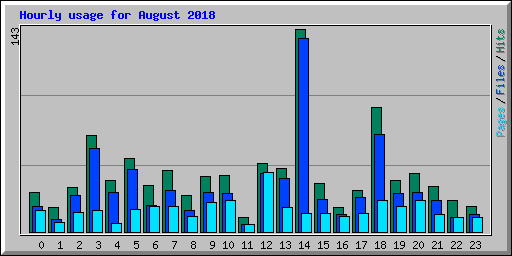 Hourly usage for August 2018
143
Pages / Files / Hits
0 1 2 3 4 5 6 7 8 9 10 11 12 13 14 15 16 17 18 19 20 21 22 23